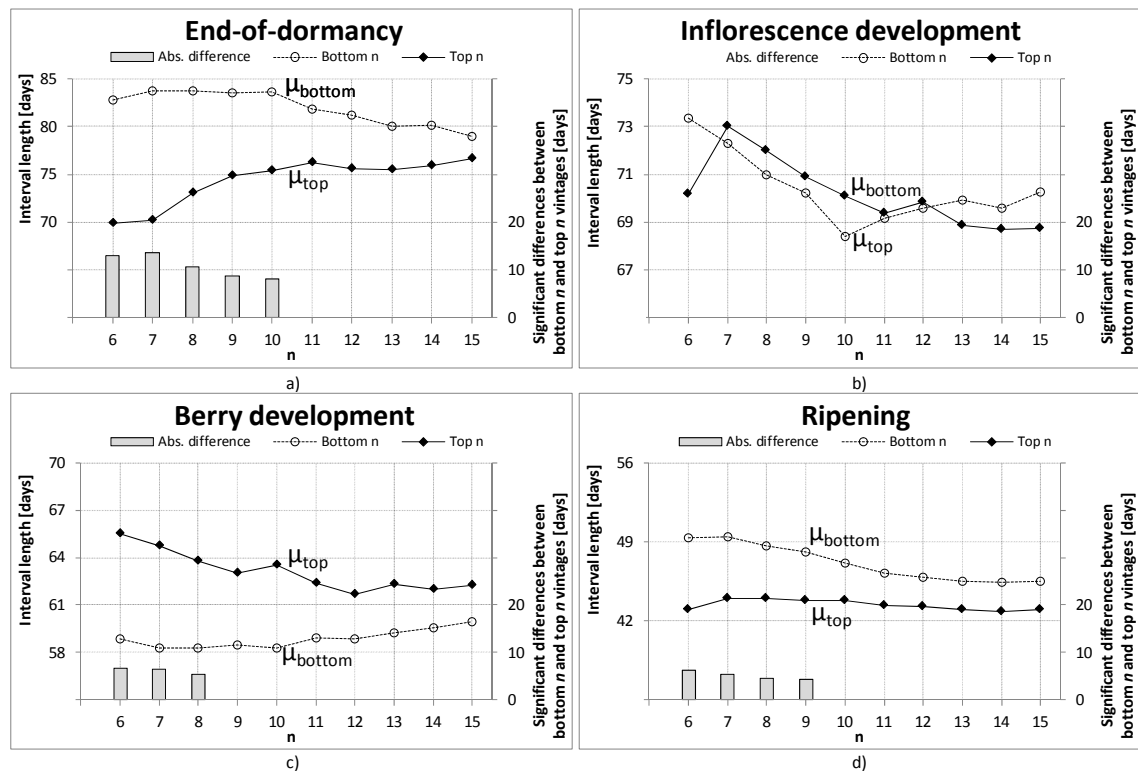 End-of-dormancy
Abs. difference Bottom n Top n
Interval length [days]
85
80
75
70
μbottom
μtop
20
10
0
Significant differences between
bottom n and top n vintages [days]
6 7 8 9 10 11 12 13 14 15
n
a)
Inflorescence development
Abs. difference Bottom n Top n
Interval length [days]
75
73
71
69
67
μbottom
μtop
20
10
0
Significant differences between
bottom n and top n vintages [days]
6 7 8 9 10 11 12 13 14 15
n
b)
Berry development
Abs. difference Bottom n Top n
Interval length [days]
70
67
64
61
58
μtop
μbottom
20
10
0
Significant differences between
bottom n and top n vintages [days]
6 7 8 9 10 11 12 13 14 15
n
c)
Ripening
Abs. difference Bottom n Top n
Interval length [days]
56
49
42
μbottom
μtop
20
10
0
Significant differences between
bottom n and top n vintages [days]
6 7 8 9 10 11 12 13 14 15
n
d)